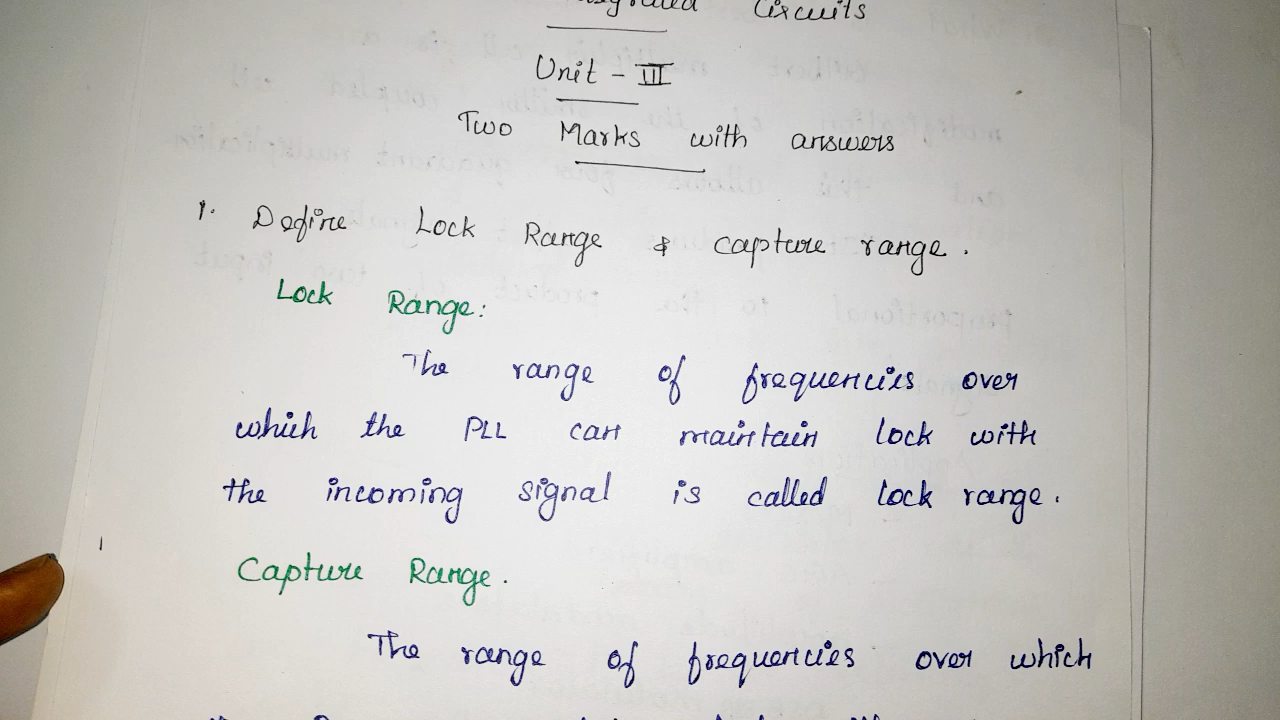 Circuits
Unit - III
Two Marks with answers
1. Define Lock Range & capture range.
Lock Range:
The range of frequencies over
which the PLL can maintain lock with
the incoming signal is called lock range.
Capture Range.
The range of frequencies over which